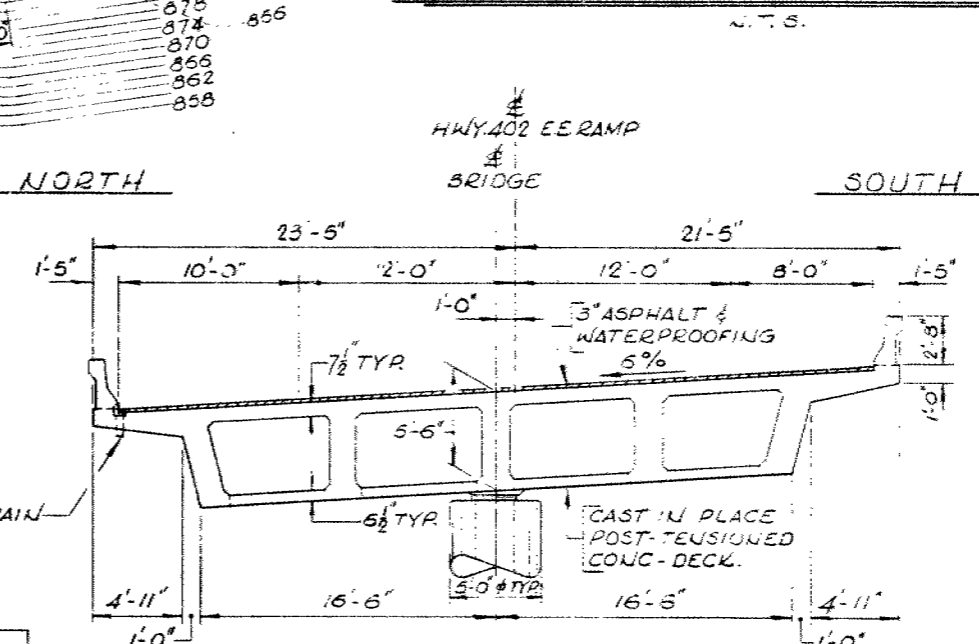 878
874 866
870
866
862
858
N.T.S.
℄
HWY.402 EE RAMP
℄
BRIDGE
NORTH
SOUTH
23'-5"
21'-5"
1'-5"
10'-0"
12'-0"
12'-0"
8'-0"
1'-5"
1'-0"
3" ASPHALT &
WATERPROOFING
6%
7½" TYP.
2'-8"
1'-0"
5'-6"
6½" TYP.
CAST IN PLACE
POST-TENSIONED
CONC-DECK.
5'-0" φ TYP.
4'-11"
16'-6"
16'-6"
4'-11"
1'-0"
1'-0"